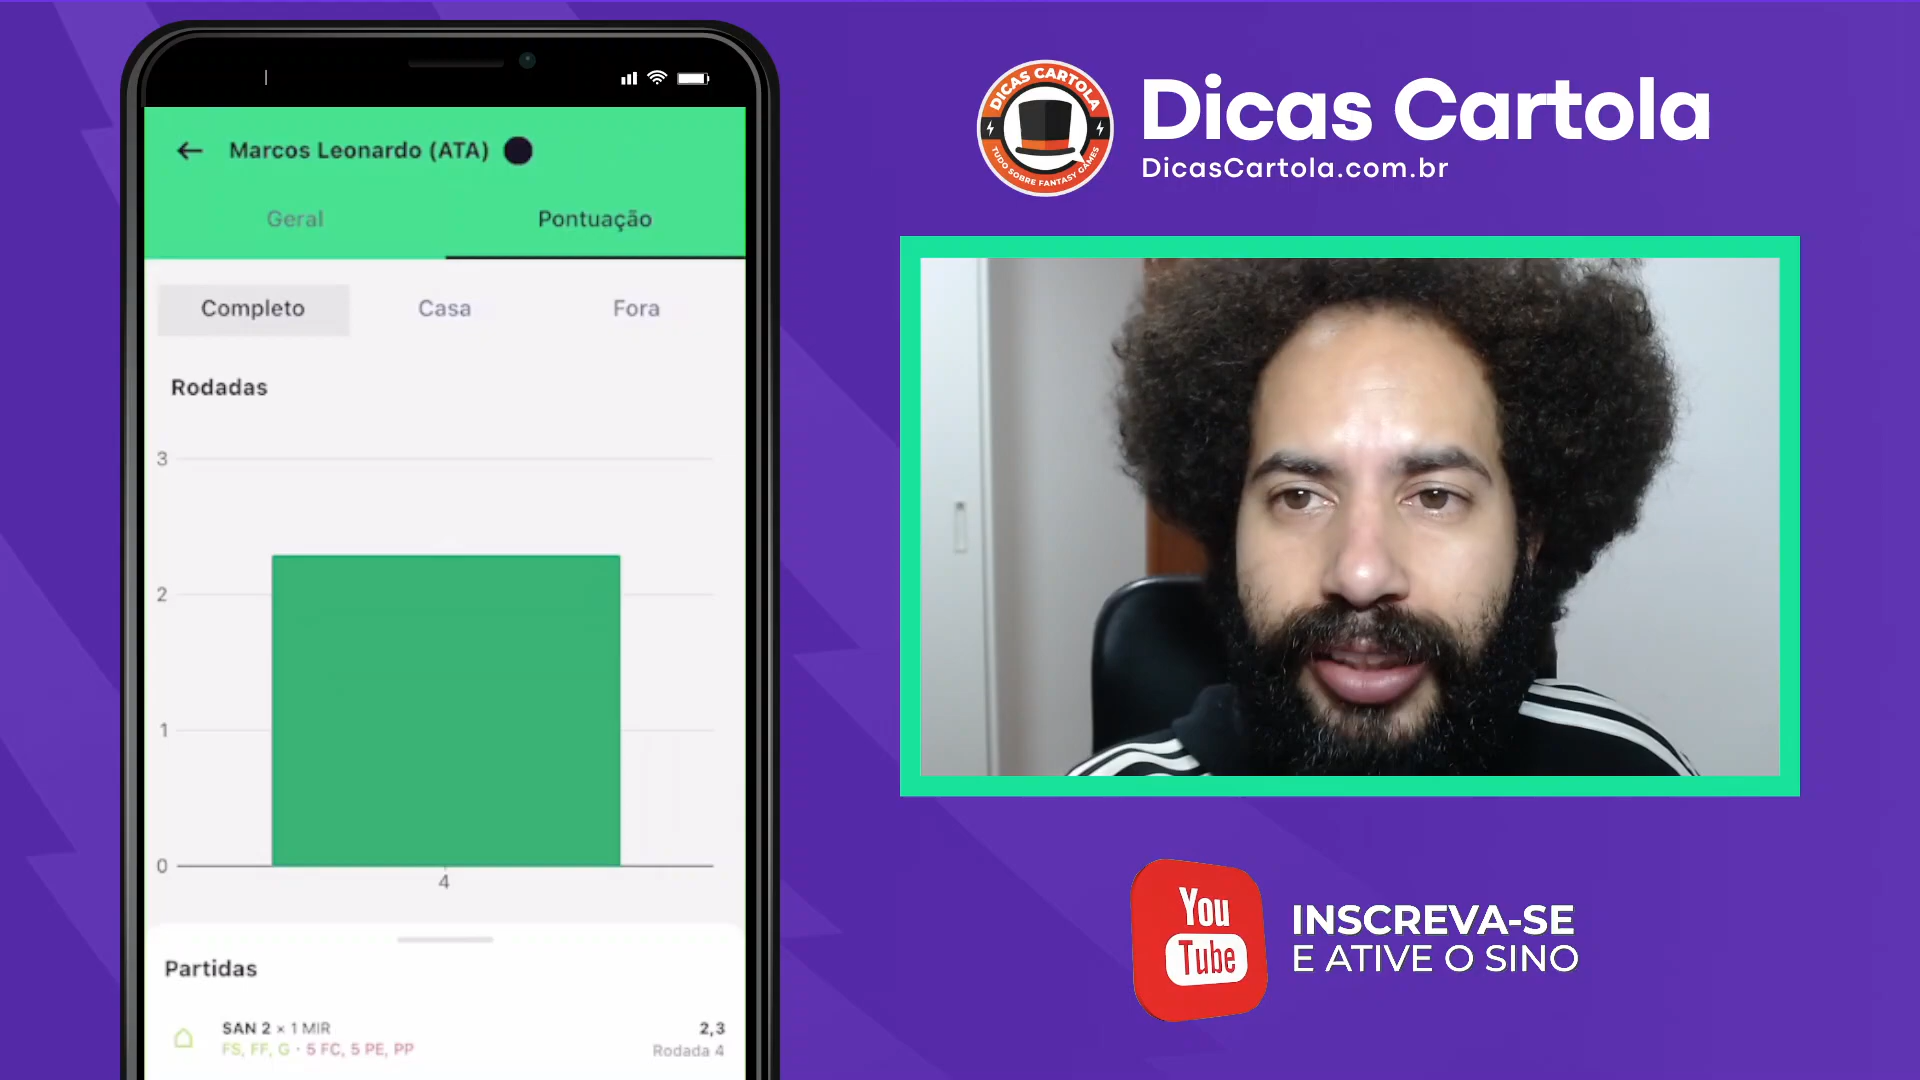 Marcos Leonardo (ATA)
Geral
Pontuação
Completo
Casa
Fora
Rodadas
3
2
1
0
4
Partidas
SAN 2 × 1 MIR
2,3
FS, FF, G · 5 FC, 5 PE, PP
Rodada 4
DICAS CARTOLA
TUDO SOBRE FANTASY GAMES
Dicas Cartola
DicasCartola.com.br
You
Tube
INSCREVA-SE
E ATIVE O SINO